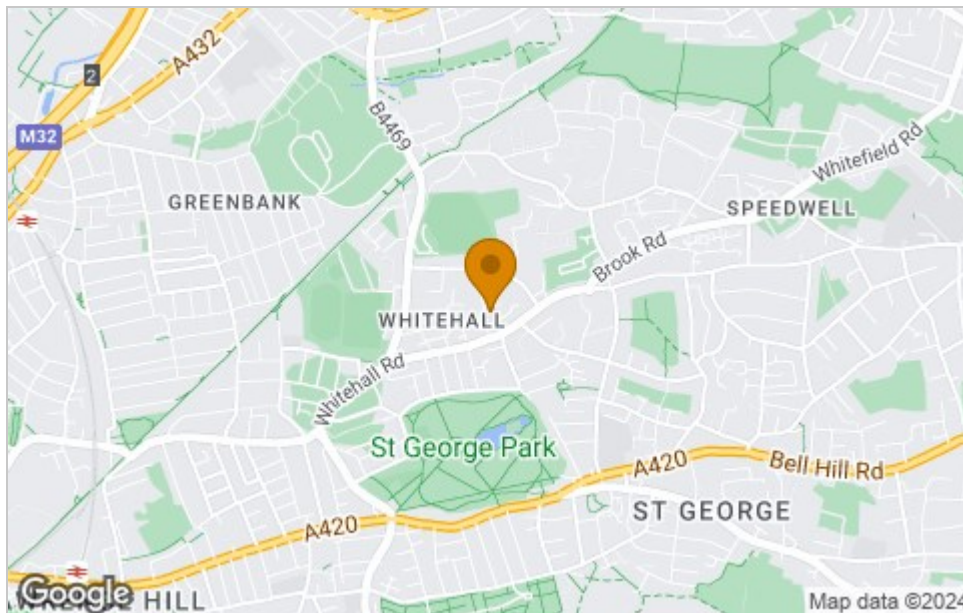 A432
2
M32
B4469
Whitefield Rd
GREENBANK
SPEEDWELL
Brook Rd
WHITEHALL
Whitehall Rd
St George Park
A420
Bell Hill Rd
ST GEORGE
A420
Google
HILL
Map data ©2024